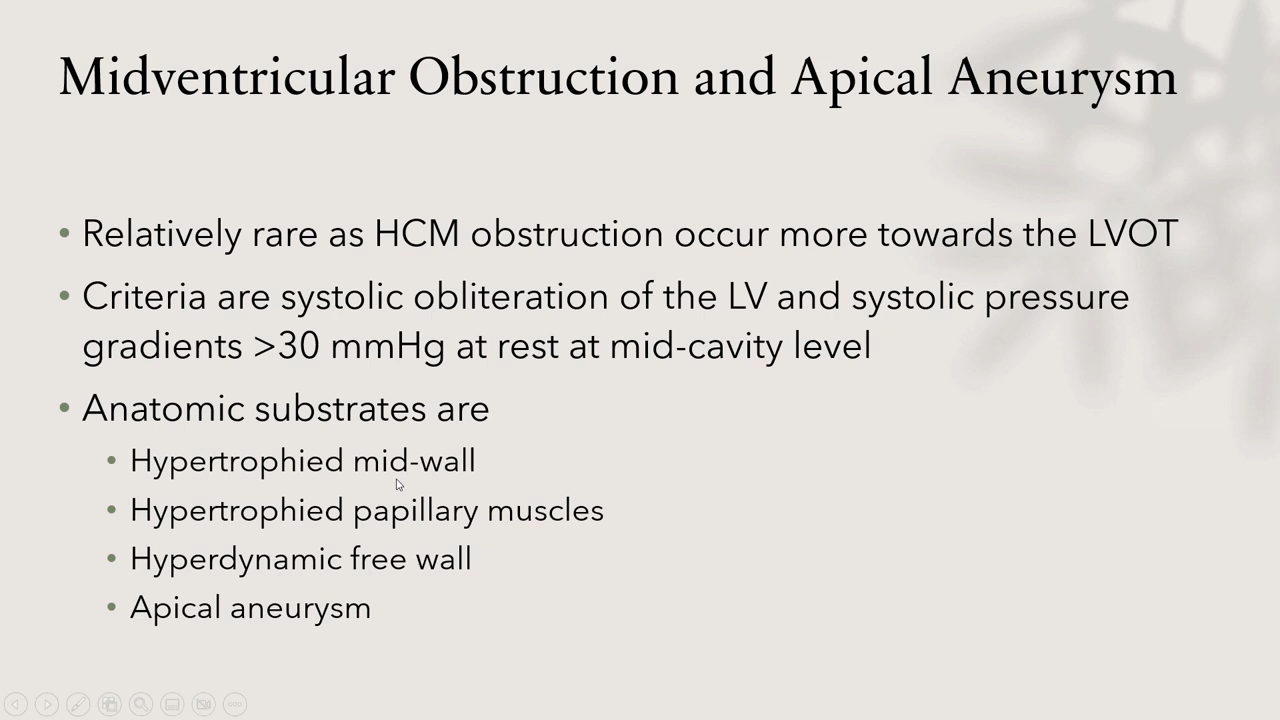 Midventricular Obstruction and Apical Aneurysm
• Relatively rare as HCM obstruction occur more towards the LVOT
• Criteria are systolic obliteration of the LV and systolic pressure
gradients >30 mmHg at rest at mid-cavity level
• Anatomic substrates are
• Hypertrophied mid-wall
• Hypertrophied papillary muscles
• Hyperdynamic free wall
• Apical aneurysm